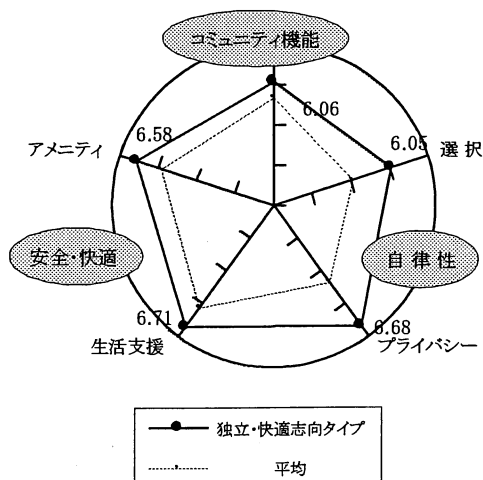 コミュニティ機能
6.06
6.58
アメニティ
6.05
選択
安全・快適
自律性
6.71
生活支援
6.68
プライバシー
独立・快適志向タイプ
平均